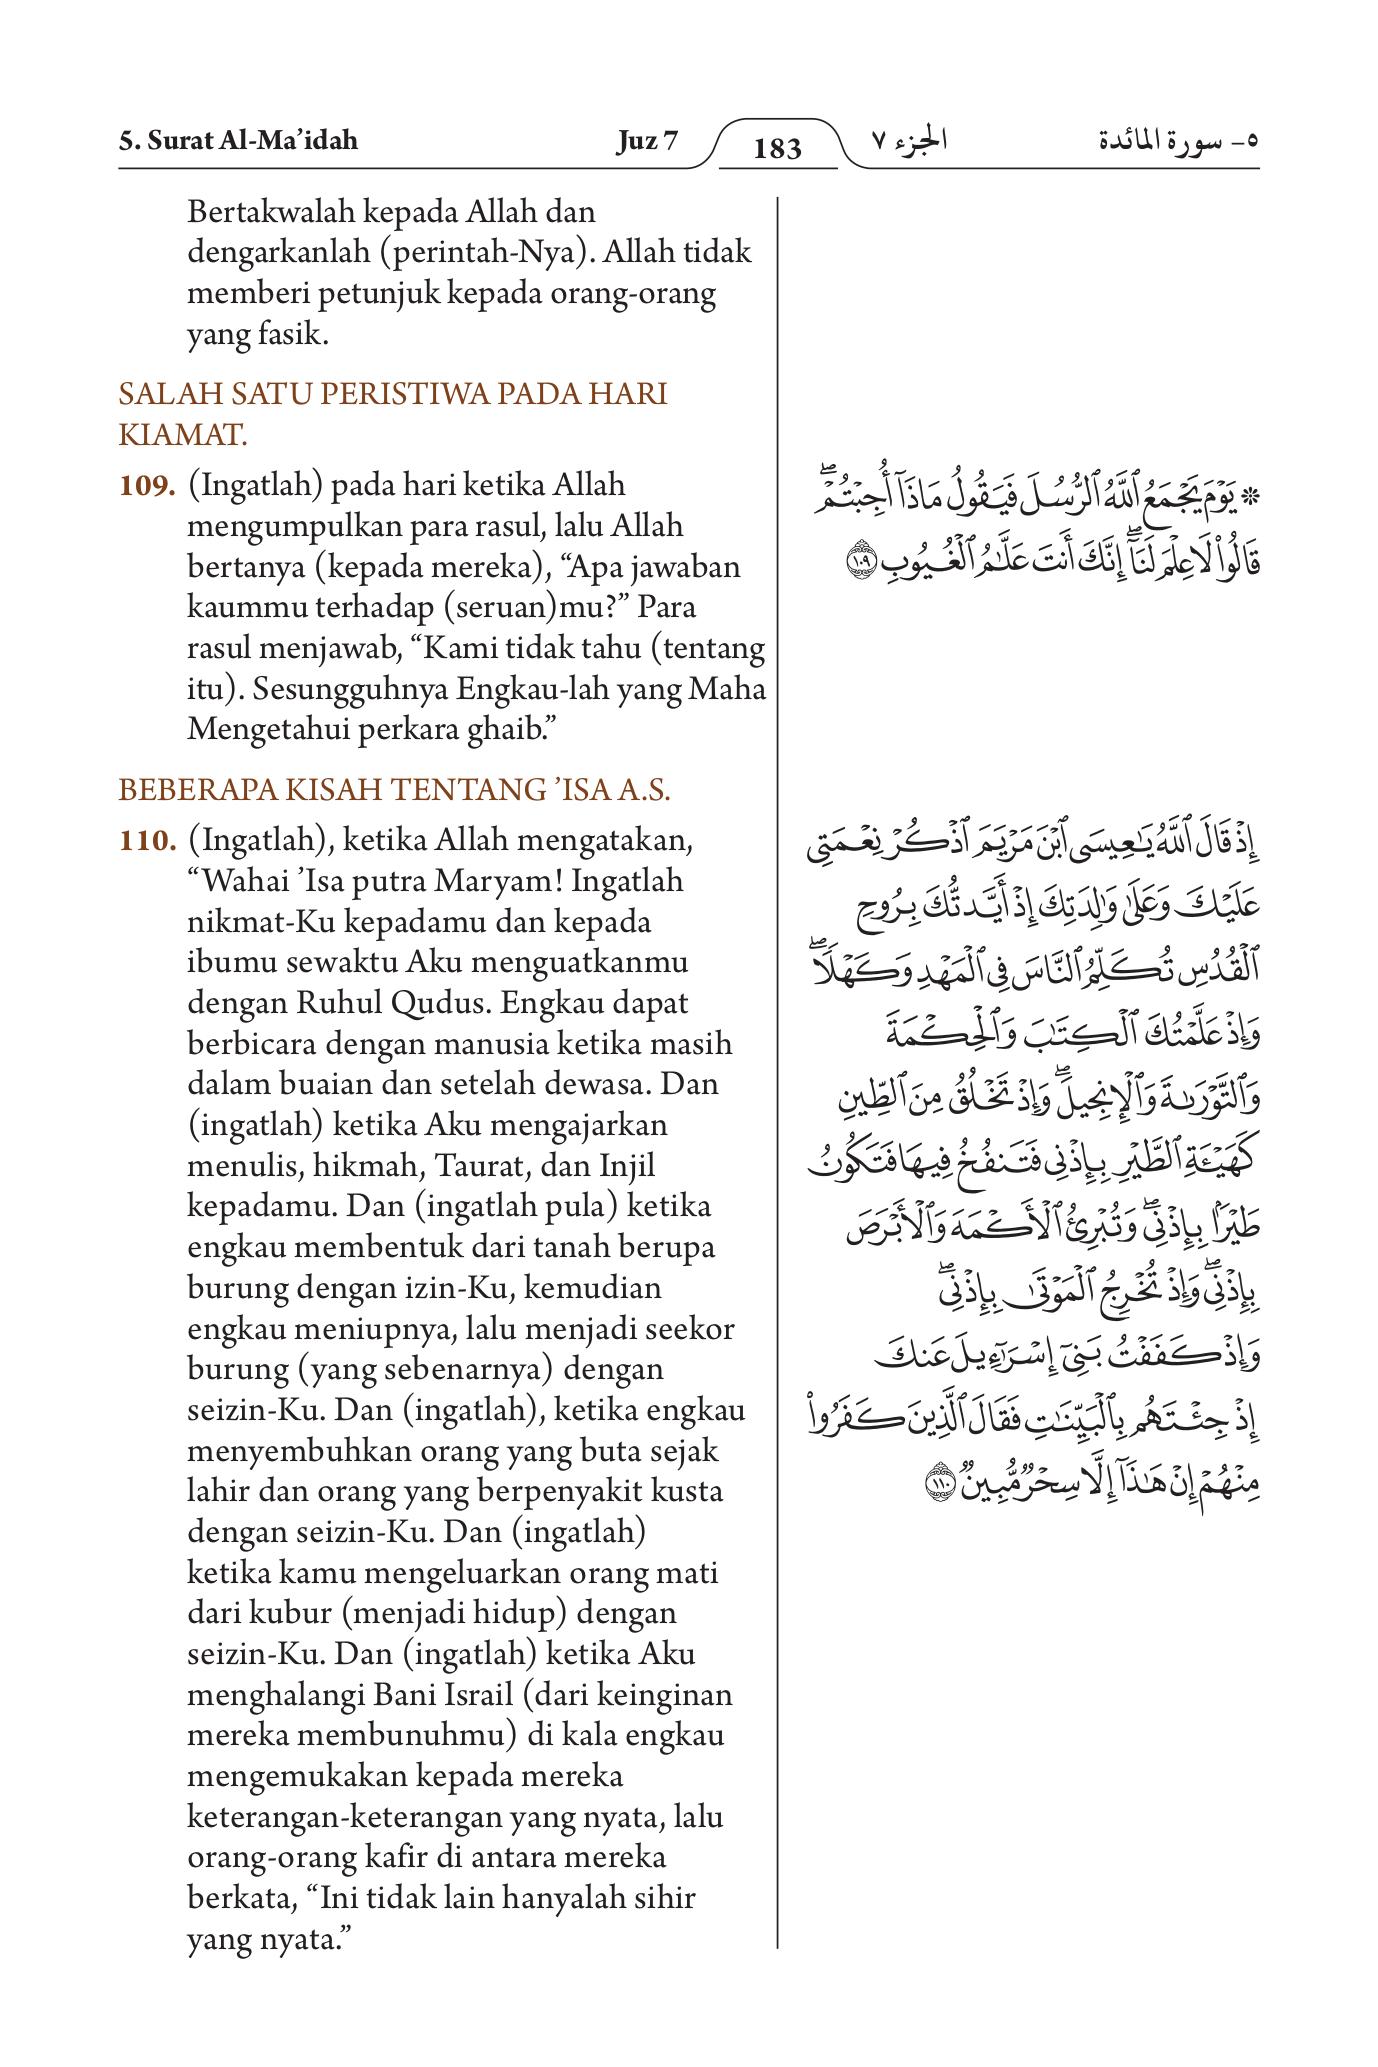 5. Surat Al-Ma’idah
Juz 7
183
الجزء ٧
٥- سورة المائدة
Bertakwalah kepada Allah dan
dengarkanlah (perintah-Nya). Allah tidak
memberi petunjuk kepada orang-orang
yang fasik.
SALAH SATU PERISTIWA PADA HARI
KIAMAT.
109. (Ingatlah) pada hari ketika Allah
mengumpulkan para rasul, lalu Allah
bertanya (kepada mereka), “Apa jawaban
kaummu terhadap (seruan)mu?” Para
rasul menjawab, “Kami tidak tahu (tentang
itu). Sesungguhnya Engkau-lah yang Maha
Mengetahui perkara ghaib.”
BEBERAPA KISAH TENTANG ’ISA A.S.
110. (Ingatlah), ketika Allah mengatakan,
“Wahai ’Isa putra Maryam! Ingatlah
nikmat-Ku kepadamu dan kepada
ibumu sewaktu Aku menguatkanmu
dengan Ruhul Qudus. Engkau dapat
berbicara dengan manusia ketika masih
dalam buaian dan setelah dewasa. Dan
(ingatlah) ketika Aku mengajarkan
menulis, hikmah, Taurat, dan Injil
kepadamu. Dan (ingatlah pula) ketika
engkau membentuk dari tanah berupa
burung dengan izin-Ku, kemudian
engkau meniupnya, lalu menjadi seekor
burung (yang sebenarnya) dengan
seizin-Ku. Dan (ingatlah), ketika engkau
menyembuhkan orang yang buta sejak
lahir dan orang yang berpenyakit kusta
dengan seizin-Ku. Dan (ingatlah)
ketika kamu mengeluarkan orang mati
dari kubur (menjadi hidup) dengan
seizin-Ku. Dan (ingatlah) ketika Aku
menghalangi Bani Israil (dari keinginan
mereka membunuhmu) di kala engkau
mengemukakan kepada mereka
keterangan-keterangan yang nyata, lalu
orang-orang kafir di antara mereka
berkata, “Ini tidak lain hanyalah sihir
yang nyata.”
۞ يَوْمَ يَجْمَعُ ٱللَّهُ ٱلرُّسُلَ فَيَقُولُ مَاذَآ أُجِبْتُمْۖ
قَالُوا۟ لَا عِلْمَ لَنَآۖ إِنَّكَ أَنتَ عَلَّـٰمُ ٱلْغُيُوبِ ١٠٩
إِذْ قَالَ ٱللَّهُ يَـٰعِيسَى ٱبْنَ مَرْيَمَ ٱذْكُرْ نِعْمَتِى
عَلَيْكَ وَعَلَىٰ وَٰلِدَتِكَ إِذْ أَيَّدتُّكَ بِرُوحِ
ٱلْقُدُسِ تُكَلِّمُ ٱلنَّاسَ فِى ٱلْمَهْدِ وَكَهْلًاۖ
وَإِذْ عَلَّمْتُكَ ٱلْكِتَـٰبَ وَٱلْحِكْمَةَ
وَٱلتَّوْرَىٰةَ وَٱلْإِنجِيلَۖ وَإِذْ تَخْلُقُ مِنَ ٱلطِّينِ
كَهَيْـَٔةِ ٱلطَّيْرِ بِإِذْنِى فَتَنفُخُ فِيهَا فَتَكُونُ
طَيْرًۢا بِإِذْنِىۖ وَتُبْرِئُ ٱلْأَكْمَهَ وَٱلْأَبْرَصَ
بِإِذْنِىۖ وَإِذْ تُخْرِجُ ٱلْمَوْتَىٰ بِإِذْنِىۖ
وَإِذْ كَفَفْتُ بَنِىٓ إِسْرَٰٓءِيلَ عَنكَ
إِذْ جِئْتَهُم بِٱلْبَيِّنَـٰتِ فَقَالَ ٱلَّذِينَ كَفَرُوا۟
مِنْهُمْ إِنْ هَـٰذَآ إِلَّا سِحْرٌ مُّبِينٌ ١١٠